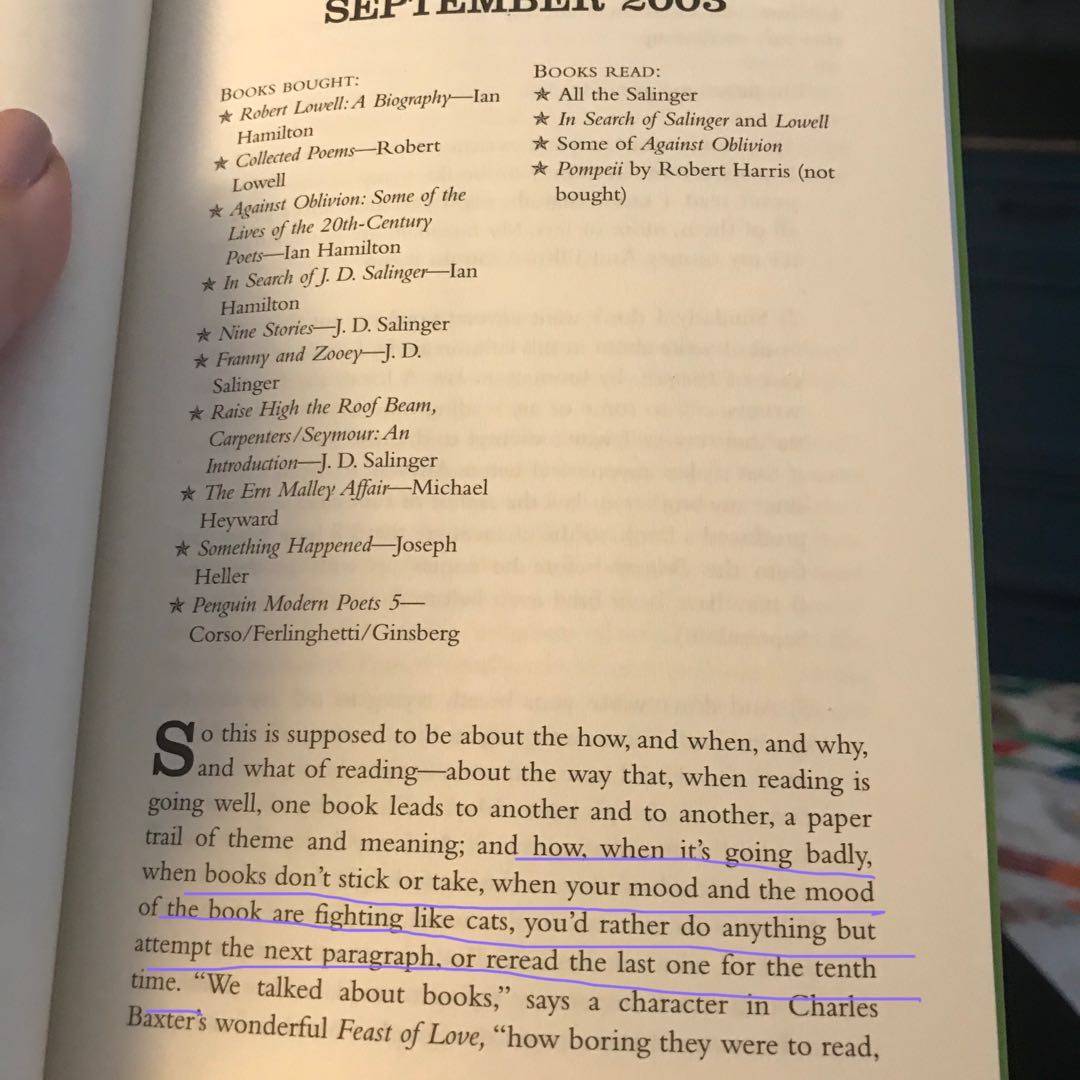 SEPTEMBER 2003
BOOKS BOUGHT:
★ Robert Lowell: A Biography—Ian
Hamilton
★ Collected Poems—Robert
Lowell
★ Against Oblivion: Some of the
Lives of the 20th-Century
Poets—Ian Hamilton
★ In Search of J. D. Salinger—Ian
Hamilton
★ Nine Stories—J. D. Salinger
★ Franny and Zooey—J. D.
Salinger
★ Raise High the Roof Beam,
Carpenters/Seymour: An
Introduction—J. D. Salinger
★ The Ern Malley Affair—Michael
Heyward
★ Something Happened—Joseph
Heller
★ Penguin Modern Poets 5—
Corso/Ferlinghetti/Ginsberg
BOOKS READ:
★ All the Salinger
★ In Search of Salinger and Lowell
★ Some of Against Oblivion
★ Pompeii by Robert Harris (not
bought)
So this is supposed to be about the how, and when, and why,
and what of reading—about the way that, when reading is
going well, one book leads to another and to another, a paper
trail of theme and meaning; and how, when it's going badly,
when books don't stick or take, when your mood and the mood
of the book are fighting like cats, you'd rather do anything but
attempt the next paragraph, or reread the last one for the tenth
time. “We talked about books,” says a character in Charles
Baxter's wonderful Feast of Love, “how boring they were to read,